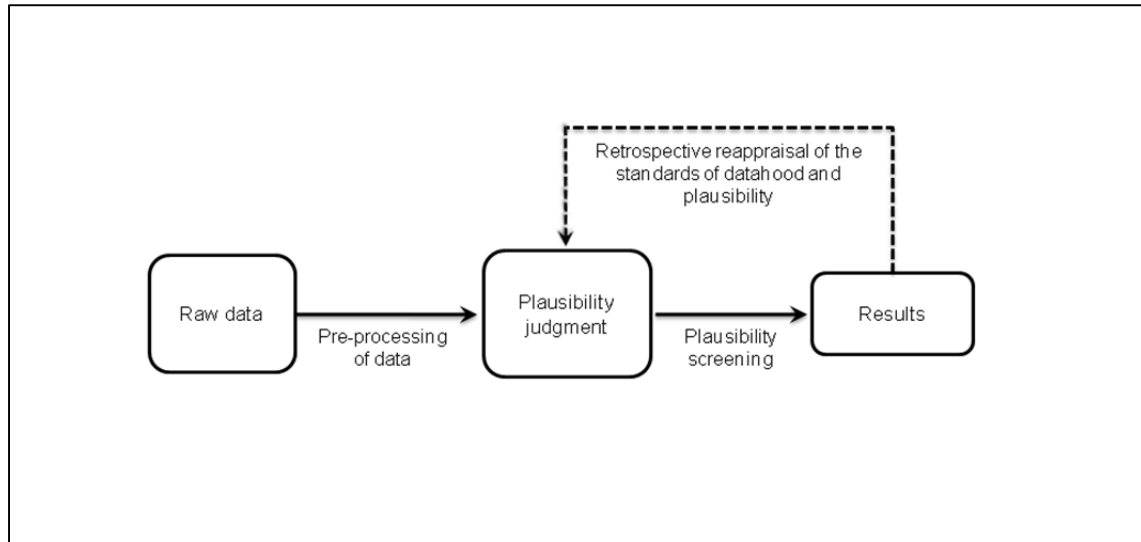 Retrospective reappraisal of the
standards of datahood and
plausibility
Raw data
Pre-processing
of data
Plausibility
judgment
Plausibility
screening
Results